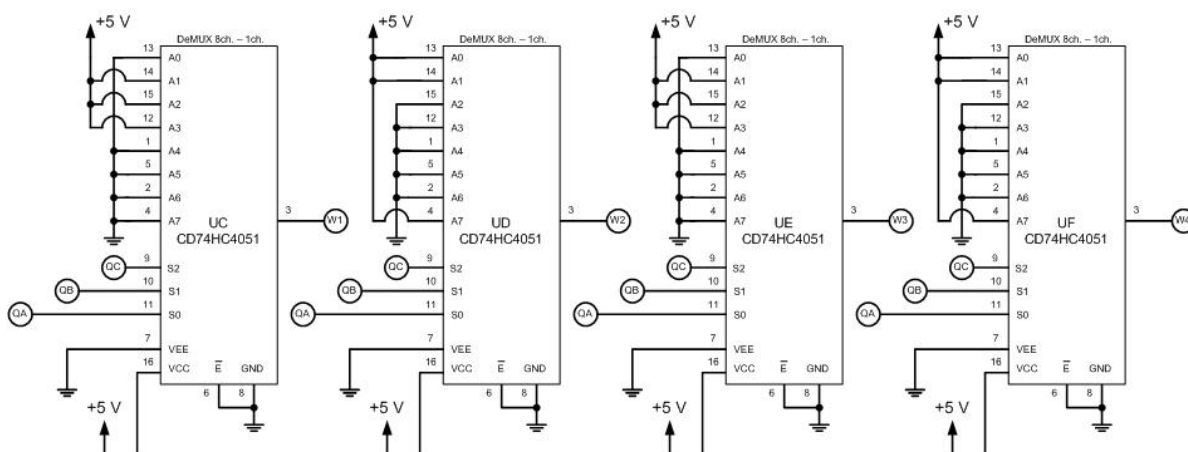 +5 V
DeMUX 8ch. – 1ch.
13 A0
14 A1
15 A2
12 A3
1 A4
5 A5
2 A6
4 A7
UC
CD74HC4051
3 W1
QC 9 S2
QB 10 S1
QA 11 S0
7 VEE
16 VCC E GND
6 8
+5 V
+5 V
DeMUX 8ch. – 1ch.
13 A0
14 A1
15 A2
12 A3
1 A4
5 A5
2 A6
4 A7
UD
CD74HC4051
3 W2
QC 9 S2
QB 10 S1
QA 11 S0
7 VEE
16 VCC E GND
6 8
+5 V
+5 V
DeMUX 8ch. – 1ch.
13 A0
14 A1
15 A2
12 A3
1 A4
5 A5
2 A6
4 A7
UE
CD74HC4051
3 W3
QC 9 S2
QB 10 S1
QA 11 S0
7 VEE
16 VCC E GND
6 8
+5 V
+5 V
DeMUX 8ch. – 1ch.
13 A0
14 A1
15 A2
12 A3
1 A4
5 A5
2 A6
4 A7
UF
CD74HC4051
3 W4
QC 9 S2
QB 10 S1
QA 11 S0
7 VEE
16 VCC E GND
6 8
+5 V